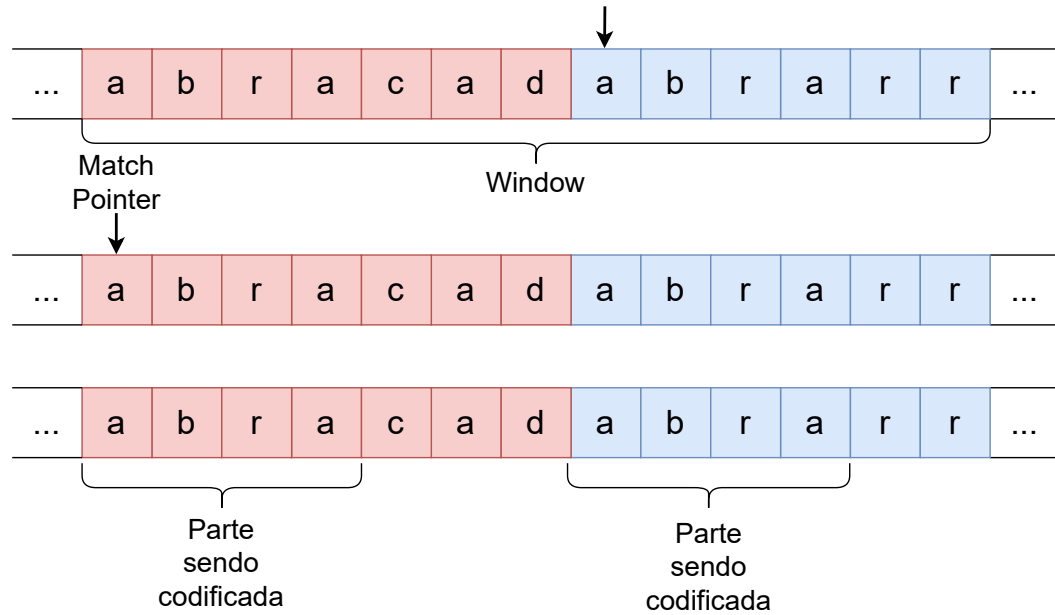 ... a b r a c a d a b r a r r ...
Window
Match
Pointer
... a b r a c a d a b r a r r ...
... a b r a c a d a b r a r r ...
Parte
sendo
codificada
Parte
sendo
codificada